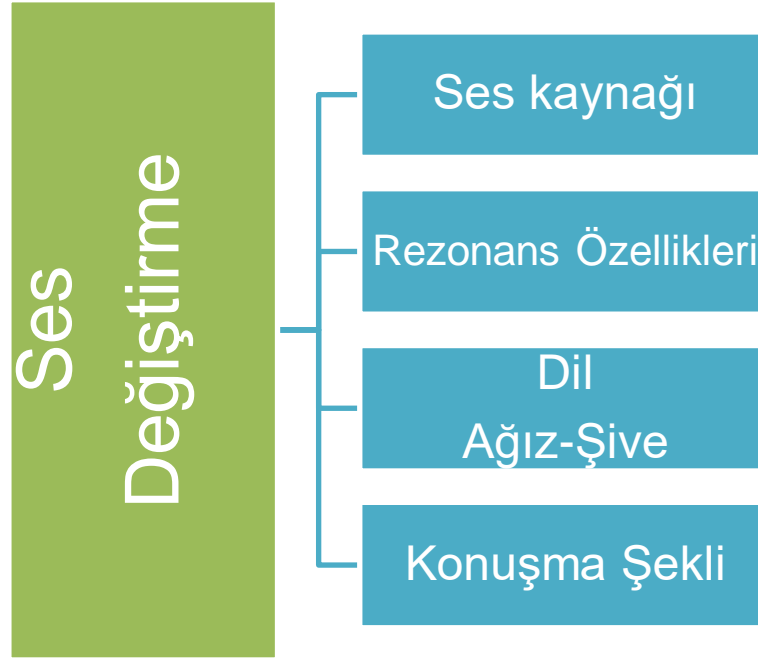 Ses
Değiştirme
Ses kaynağı
Rezonans Özellikleri
Dil
Ağız-Şive
Konuşma Şekli